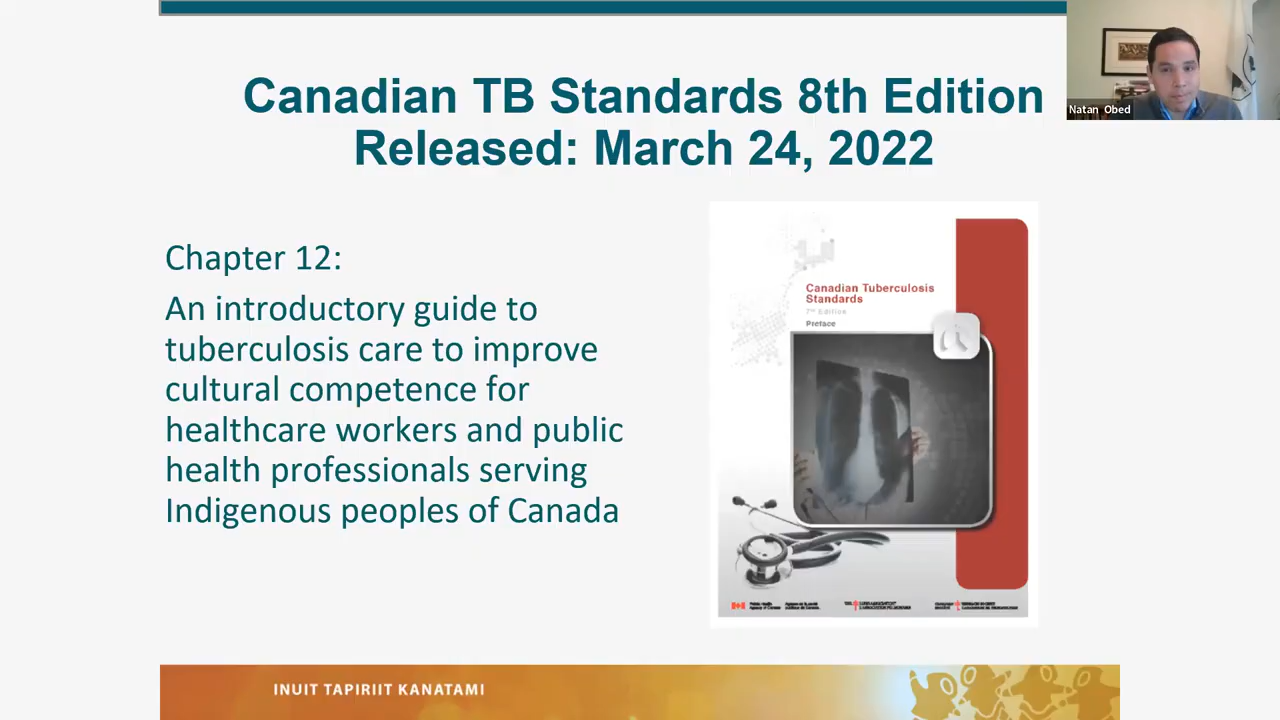 Canadian TB Standards 8th Edition
Released: March 24, 2022
Natan Obed
Chapter 12:
An introductory guide to
tuberculosis care to improve
cultural competence for
healthcare workers and public
health professionals serving
Indigenous peoples of Canada
Canadian Tuberculosis
Standards
7th Edition
Preface
INUIT TAPIRIIT KANATAMI